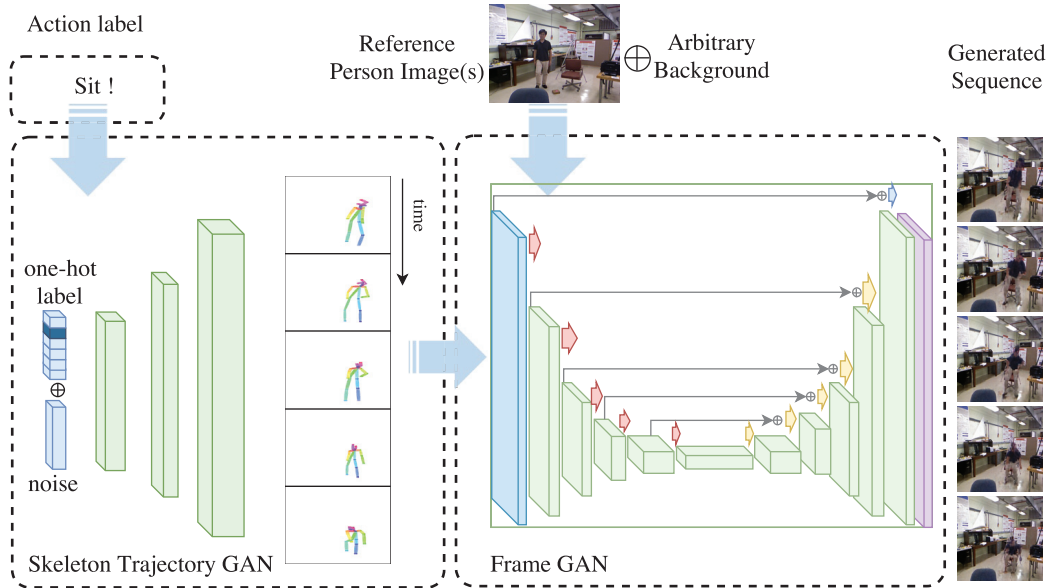 Action label
Sit !
Reference
Person Image(s)
Arbitrary
Background
Generated
Sequence
time
one-hot
label
noise
Skeleton Trajectory GAN
Frame GAN